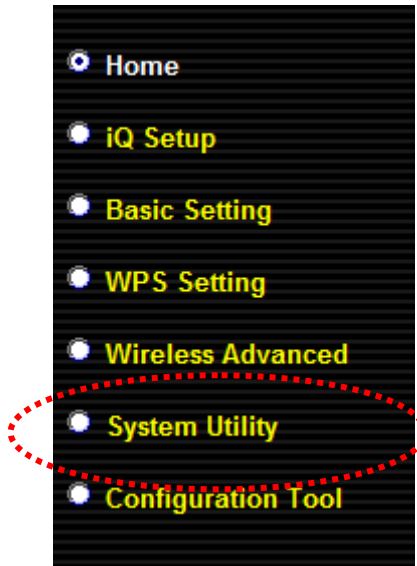 Home
iQ Setup
Basic Setting
WPS Setting
Wireless Advanced
System Utility
Configuration Tool